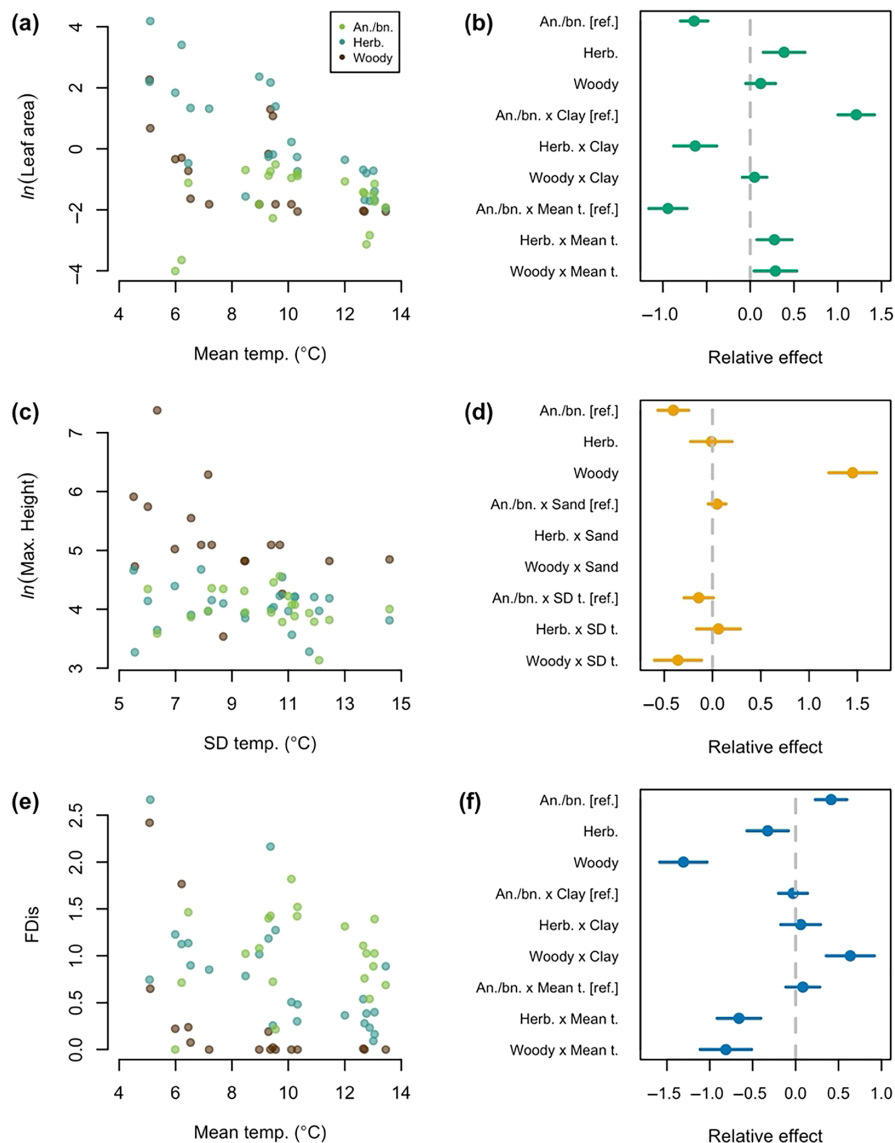 (a)
4
2
0
−2
−4
ln(Leaf area)
An./bn.
Herb.
Woody
4 6 8 10 12 14
Mean temp. (°C)
(b)
An./bn. [ref.]
Herb.
Woody
An./bn. x Clay [ref.]
Herb. x Clay
Woody x Clay
An./bn. x Mean t. [ref.]
Herb. x Mean t.
Woody x Mean t.
−1.0 0.0 0.5 1.0 1.5
Relative effect
(c)
7
6
5
4
3
ln(Max. Height)
5 7 9 11 13 15
SD temp. (°C)
(d)
An./bn. [ref.]
Herb.
Woody
An./bn. x Sand [ref.]
Herb. x Sand
Woody x Sand
An./bn. x SD t. [ref.]
Herb. x SD t.
Woody x SD t.
−0.5 0.0 0.5 1.0 1.5
Relative effect
(e)
2.5
2.0
1.5
1.0
0.5
0.0
FDis
4 6 8 10 12 14
Mean temp. (°C)
(f)
An./bn. [ref.]
Herb.
Woody
An./bn. x Clay [ref.]
Herb. x Clay
Woody x Clay
An./bn. x Mean t. [ref.]
Herb. x Mean t.
Woody x Mean t.
−1.5 −1.0 −0.5 0.0 0.5 1.0
Relative effect